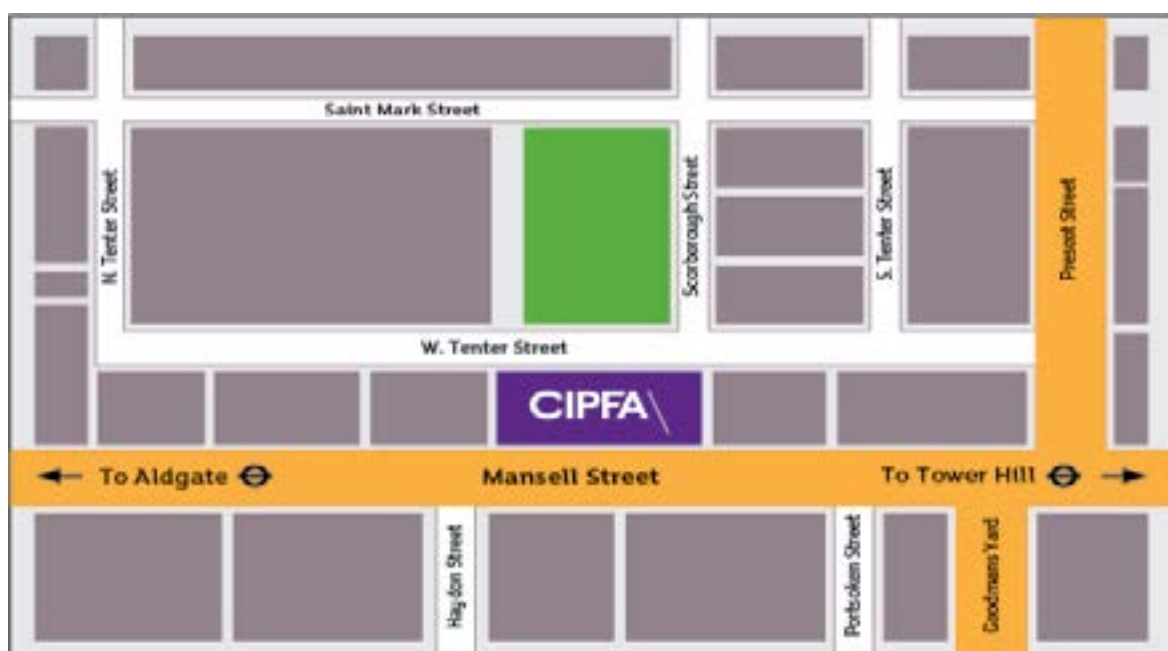 Saint Mark Street
N. Tenter Street
Scorborough Street
S. Tenter Street
Prescot Street
W. Tenter Street
CIPFA
To Aldgate
Mansell Street
To Tower Hill
Haydon Street
Portsoken Street
Goodmans Yard